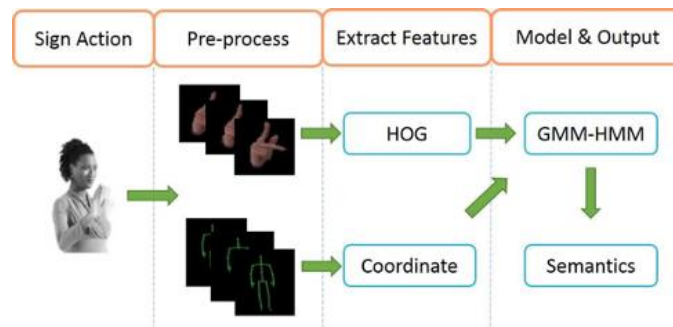 Sign Action
Pre-process
Extract Features
Model & Output
HOG
GMM-HMM
Coordinate
Semantics